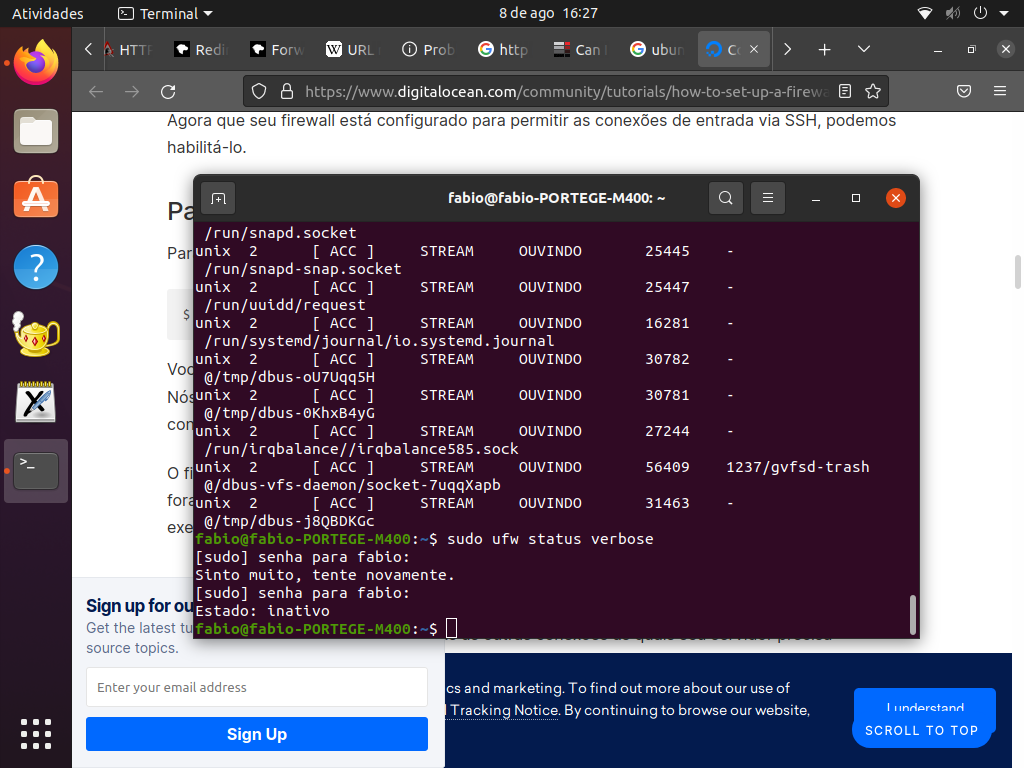 Atividades
Terminal
8 de ago 16:27
HTTP
Redi
Forw
URL
Prob
http
Can
ubun
Co
https://www.digitalocean.com/community/tutorials/how-to-set-up-a-firewa
Agora que seu firewall está configurado para permitir as conexões de entrada via SSH, podemos
habilitá-lo.
fabio@fabio-PORTEGE-M400: ~
Pa
Par
$
Voc
Nós
con
O fi
fora
exe
/run/snapd.socket
unix 2 [ ACC ] STREAM OUVINDO 25445 -
/run/snapd-snap.socket
unix 2 [ ACC ] STREAM OUVINDO 25447 -
/run/uuidd/request
unix 2 [ ACC ] STREAM OUVINDO 16281 -
/run/systemd/journal/io.systemd.journal
unix 2 [ ACC ] STREAM OUVINDO 30782 -
@/tmp/dbus-oU7Uqq5H
unix 2 [ ACC ] STREAM OUVINDO 30781 -
@/tmp/dbus-0KhxB4yG
unix 2 [ ACC ] STREAM OUVINDO 27244 -
/run/irqbalance//irqbalance585.sock
unix 2 [ ACC ] STREAM OUVINDO 56409 1237/gvfsd-trash
@/dbus-vfs-daemon/socket-7uqqXapb
unix 2 [ ACC ] STREAM OUVINDO 31463 -
@/tmp/dbus-j8QBDKGc
fabio@fabio-PORTEGE-M400:~$ sudo ufw status verbose
[sudo] senha para fabio:
Sinto muito, tente novamente.
[sudo] senha para fabio:
Estado: inativo
fabio@fabio-PORTEGE-M400:~$
Sign up for ou
Get the latest tu
source topics.
Enter your email address
Sign Up
cs and marketing. To find out more about our use of
Tracking Notice. By continuing to browse our website,
I understand
SCROLL TO TOP